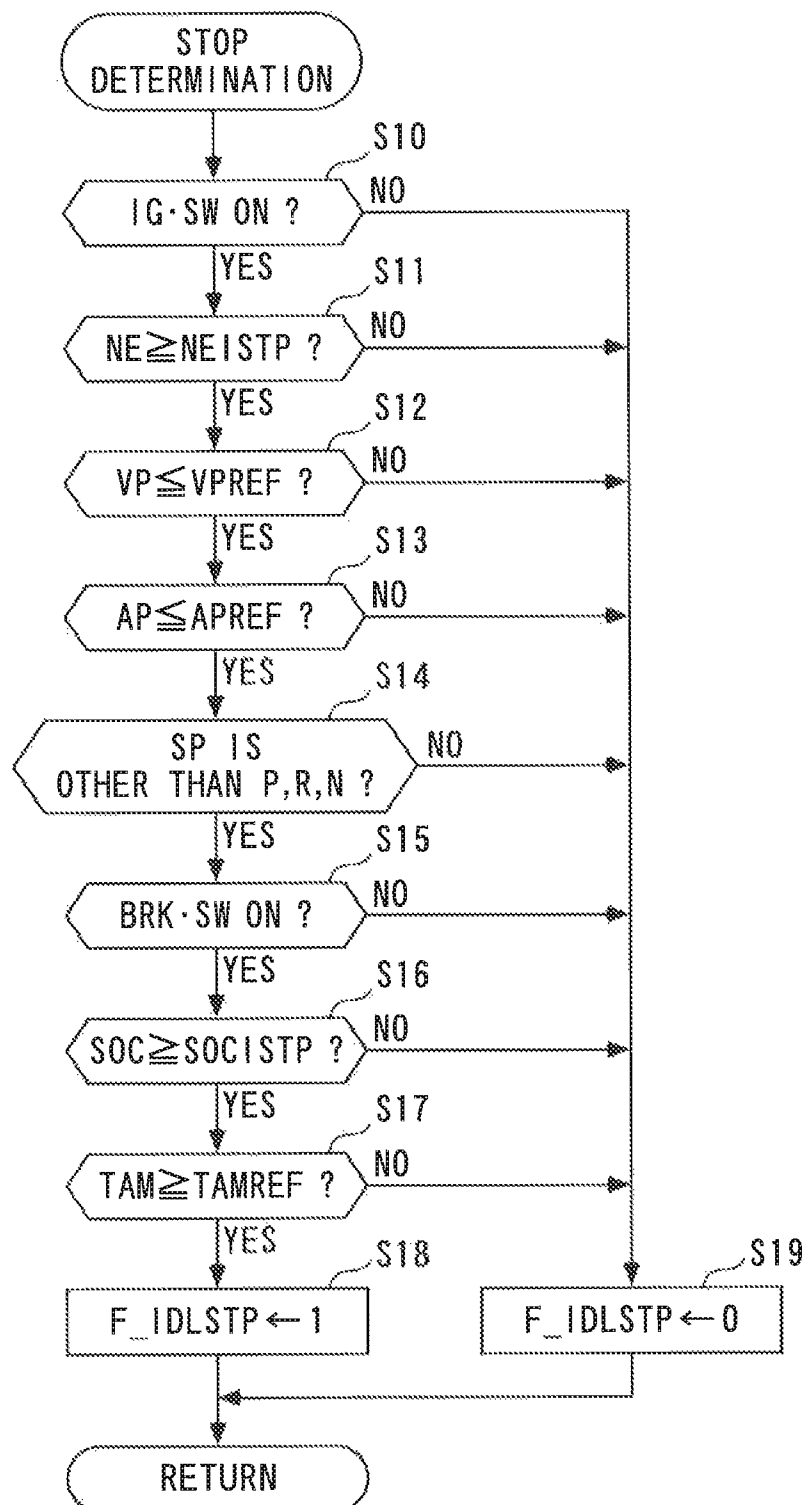 STOP
DETERMINATION
S10
IG·SW ON ?
NO
YES
S11
NE≧NEISTP ?
NO
YES
S12
VP≦VPREF ?
NO
YES
S13
AP≦APREF ?
NO
YES
S14
SP IS
OTHER THAN P,R,N ?
NO
YES
S15
BRK·SW ON ?
NO
YES
S16
SOC≧SOCISTP ?
NO
YES
S17
TAM≧TAMREF ?
NO
YES
S18
F_IDLSTP←1
S19
F_IDLSTP←0
RETURN